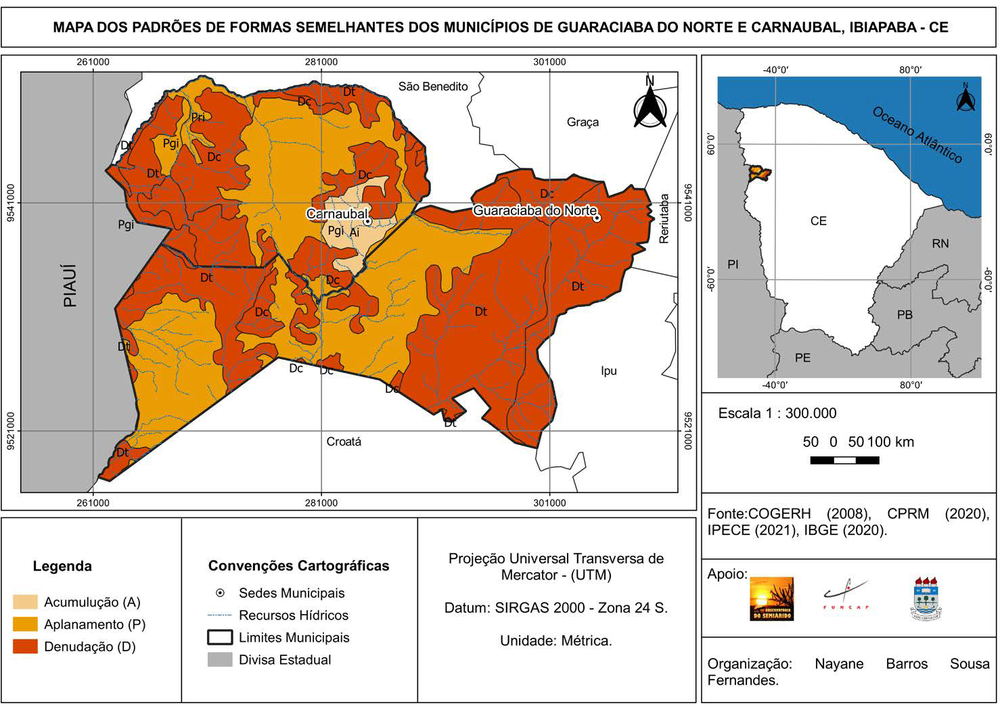 MAPA DOS PADRÕES DE FORMAS SEMELHANTES DOS MUNICÍPIOS DE GUARACIABA DO NORTE E CARNAUBAL, IBIAPABA - CE
261000 281000 301000
N
São Benedito
Graça
Dt
Dc
Pri
Dt
Pgi
Dc
Dt
Dc
Dc
9541000
9541000
Carnaubal
Guaraciaba do Norte
Reriutaba
Pgi
Pgi Ai
PIAUÍ
Dt
Dc
Dt
Dc
Dt
Dt
Dc
Dc
Ipu
Dc
Dt
9521000
9521000
Croatá
Dt
261000 281000 301000
-40°0′ 80°0′
N
Oceano Atlântico
60°0′
60°0′
CE
RN
PI
-60°0′
-60°0′
PB
PE
-40°0′ 80°0′
Escala 1 : 300.000
50 0 50 100 km
Fonte:COGERH (2008), CPRM (2020),
IPECE (2021), IBGE (2020).
Apoio:
OBSERVATÓRIO
DO SEMIÁRIDO
FUNCAP
Organização: Nayane Barros Sousa
Fernandes.
Legenda
Acumulução (A)
Aplanamento (P)
Denudação (D)
Convenções Cartográficas
Sedes Municipais
Recursos Hídricos
Limites Municipais
Divisa Estadual
Projeção Universal Transversa de
Mercator - (UTM)
Datum: SIRGAS 2000 - Zona 24 S.
Unidade: Métrica.